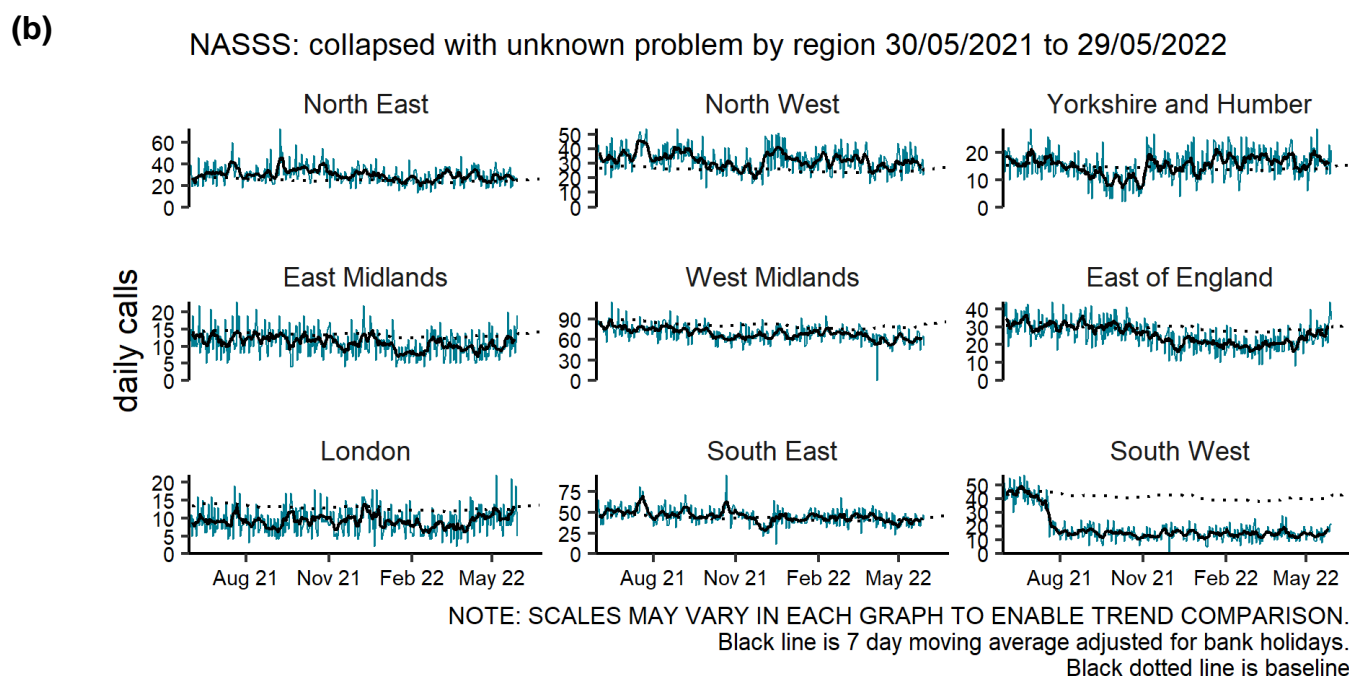 (b)
NASSS: collapsed with unknown problem by region 30/05/2021 to 29/05/2022
daily calls
North East
60
40
20
0
North West
50
40
30
20
10
0
Yorkshire and Humber
20
10
0
East Midlands
20
15
10
5
0
West Midlands
90
60
30
0
East of England
40
30
20
10
0
London
20
15
10
5
0
Aug 21 Nov 21 Feb 22 May 22
South East
75
50
25
0
Aug 21 Nov 21 Feb 22 May 22
South West
50
40
30
20
10
0
Aug 21 Nov 21 Feb 22 May 22
NOTE: SCALES MAY VARY IN EACH GRAPH TO ENABLE TREND COMPARISON.
Black line is 7 day moving average adjusted for bank holidays.
Black dotted line is baseline